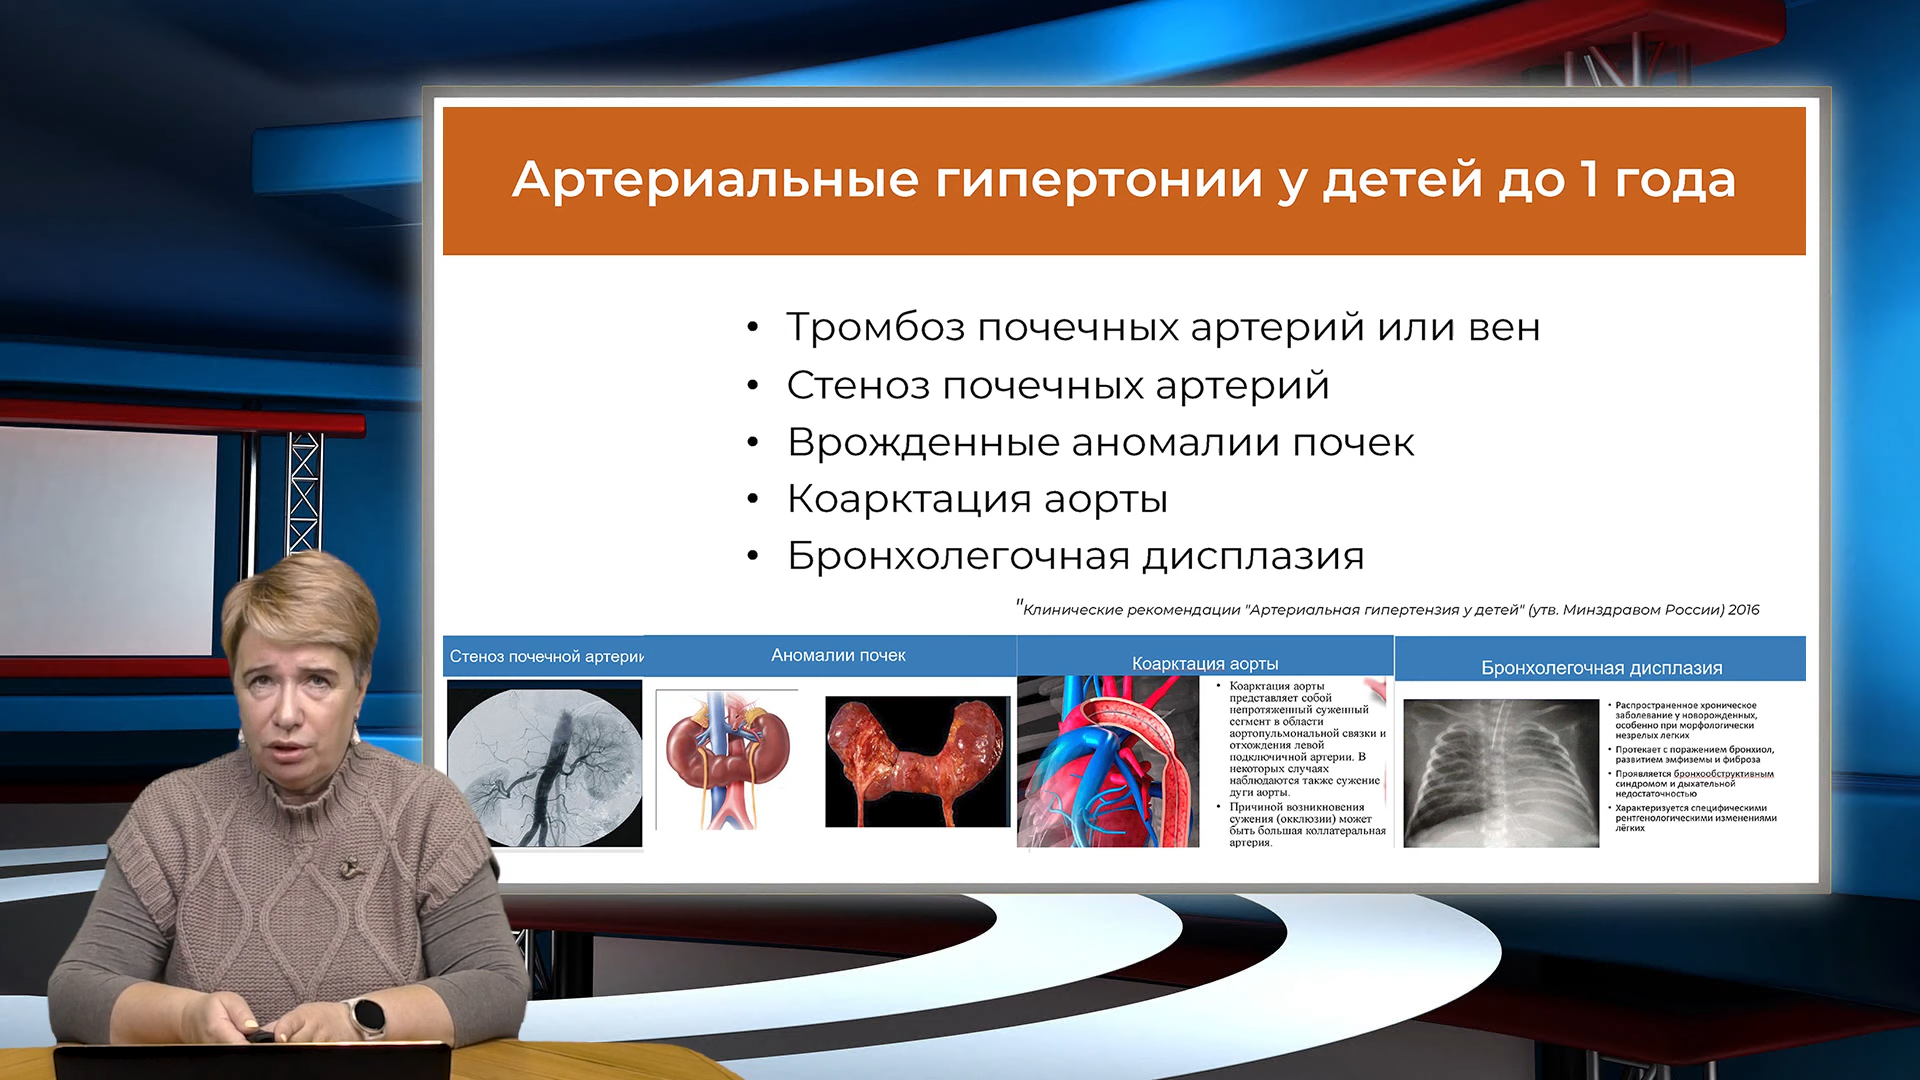 Артериальные гипертонии у детей до 1 года
• Тромбоз почечных артерий или вен
• Стеноз почечных артерий
• Врожденные аномалии почек
• Коарктация аорты
• Бронхолегочная дисплазия
"Клинические рекомендации "Артериальная гипертензия у детей" (утв. Минздравом России) 2016
Стеноз почечной артерии
Аномалии почек
Коарктация аорты
• Коарктация аорты
представляет собой
непротяженный суженный
сегмент в области
аортопульмональной связки и
отхождения левой
подключичной артерии. В
некоторых случаях
наблюдаются также сужение
дуги аорты.
• Причиной возникновения
сужения (окклюзии) может
быть большая коллатеральная
артерия.
Бронхолегочная дисплазия
• Распространенное хроническое
заболевание у новорожденных,
особенно при морфологически
незрелых легких
• Протекает с поражением бронхиол,
развитием эмфиземы и фиброза
• Проявляется бронхообструктивным
синдромом и дыхательной
недостаточностью
• Характеризуется специфическими
рентгенологическими изменениями
лёгких